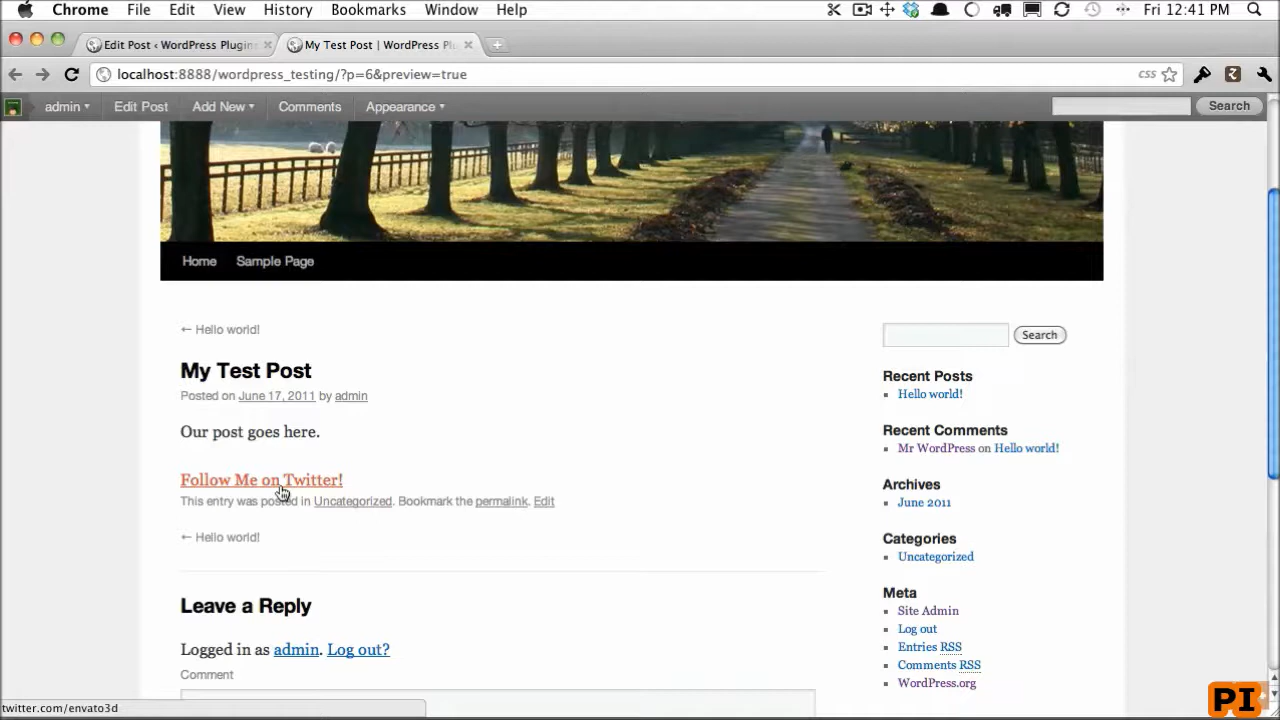 Chrome File Edit View History Bookmarks Window Help Fri 12:41 PM
Edit Post ‹ WordPress Plugin
My Test Post | WordPress Pl
localhost:8888/wordpress_testing/?p=6&preview=true
CSS
admin Edit Post Add New Comments Appearance Search
Home Sample Page
← Hello world!
My Test Post
Posted on June 17, 2011 by admin
Our post goes here.
Follow Me on Twitter!
This entry was posted in Uncategorized. Bookmark the permalink. Edit
← Hello world!
Leave a Reply
Logged in as admin. Log out?
Comment
Search
Recent Posts
Hello world!
Recent Comments
Mr WordPress on Hello world!
Archives
June 2011
Categories
Uncategorized
Meta
Site Admin
Log out
Entries RSS
Comments RSS
WordPress.org
twitter.com/envato3d
PI